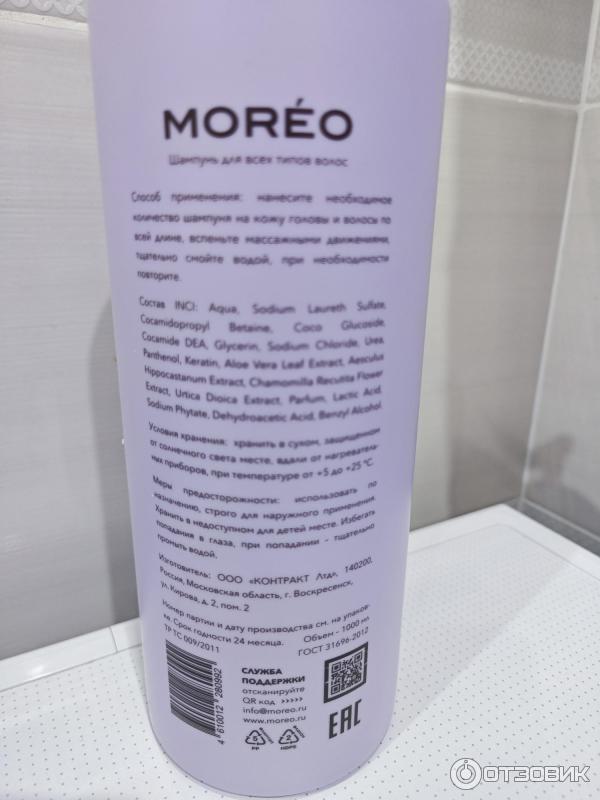 MORÉO
Шампунь для всех типов волос
Способ применения: нанесите необходимое
количество шампуня на кожу головы и волосы по
всей длине, вспеньте массажными движениями,
тщательно смойте водой, при необходимости
повторите.
Состав INCI: Aqua, Sodium Laureth Sulfate,
Cocamidopropyl Betaine, Coco Glucoside,
Cocamide DEA, Glycerin, Sodium Chloride, Urea,
Panthenol, Keratin, Aloe Vera Leaf Extract, Aesculus
Hippocastanum Extract, Chamomilla Recutita Flower
Extract, Urtica Dioica Extract, Parfum, Lactic Acid,
Sodium Phytate, Dehydroacetic Acid, Benzyl Alcohol.
Условия хранения: хранить в сухом, защищенном
от солнечного света месте, вдали от нагреватель-
ных приборов, при температуре от +5 до +25 °С.
Меры предосторожности: использовать по
назначению, строго для наружного применения.
Хранить в недоступном для детей месте. Избегать
попадания в глаза, при попадании - тщательно
промыть водой.
Изготовитель: ООО «КОНТРАКТ Лтд», 140200,
Россия, Московская область, г. Воскресенск,
ул. Кирова, д. 2, пом. 2
Номер партии и дату производства см. на упаков-
ке. Срок годности 24 месяца. Объем - 1000 мл
ТР ТС 009/2011 ГОСТ 31696-2012
СЛУЖБА
ПОДДЕРЖКИ
отсканируйте
QR код >>>>>
info@moreo.ru
www.moreo.ru
4 610012 280992
5
PP
2
HDPE
EAC
ОТЗОВИК